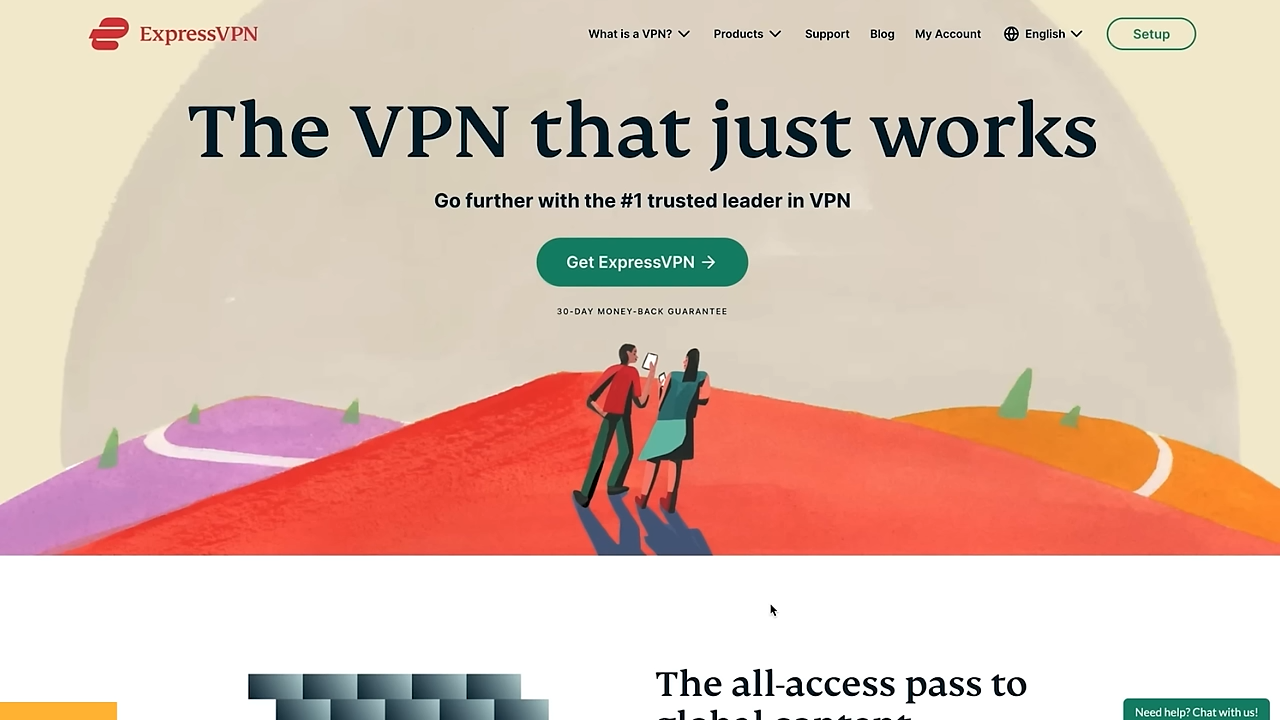 ExpressVPN
What is a VPN?
Products
Support
Blog
My Account
English
Setup
The VPN that just works
Go further with the #1 trusted leader in VPN
Get ExpressVPN →
30-DAY MONEY-BACK GUARANTEE
The all-access pass to
global content
Need help? Chat with us!